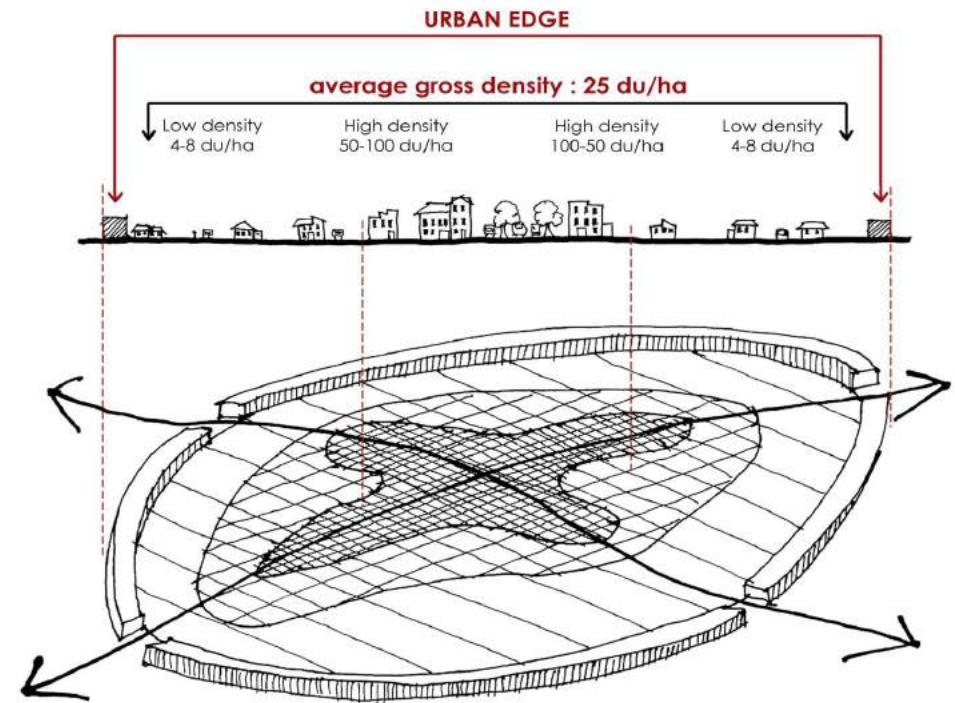 URBAN EDGE
average gross density : 25 du/ha
Low density
4-8 du/ha
High density
50-100 du/ha
High density
100-50 du/ha
Low density
4-8 du/ha